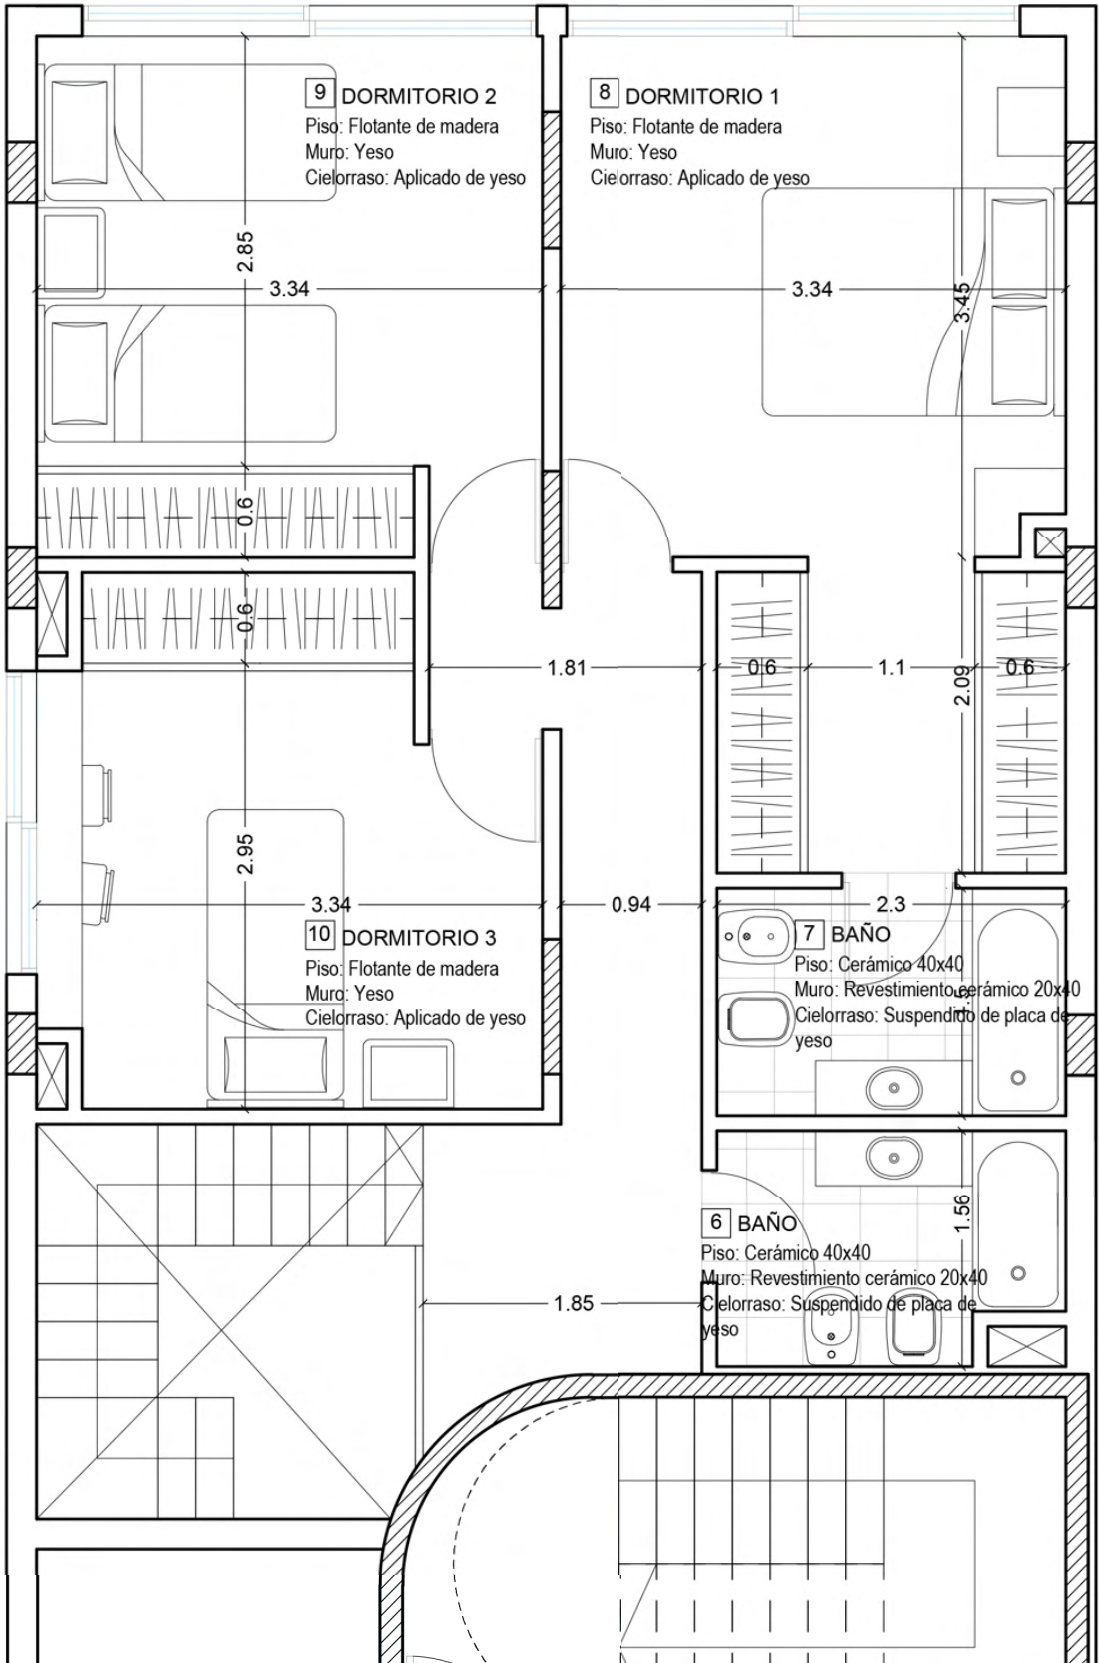 9 DORMITORIO 2
Piso: Flotante de madera
Muro: Yeso
Cielorraso: Aplicado de yeso
8 DORMITORIO 1
Piso: Flotante de madera
Muro: Yeso
Cielorraso: Aplicado de yeso
2.85
3.34
3.34
3.45
0.6
0.6
1.81
0.6
1.1
0.6
2.09
2.95
3.34
0.94
2.3
10 DORMITORIO 3
Piso: Flotante de madera
Muro: Yeso
Cielorraso: Aplicado de yeso
7 BAÑO
Piso: Cerámico 40x40
Muro: Revestimiento cerámico 20x40
Cielorraso: Suspendido de placa de
yeso
1.5
1.56
6 BAÑO
Piso: Cerámico 40x40
Muro: Revestimiento cerámico 20x40
Cielorraso: Suspendido de placa de
yeso
1.85